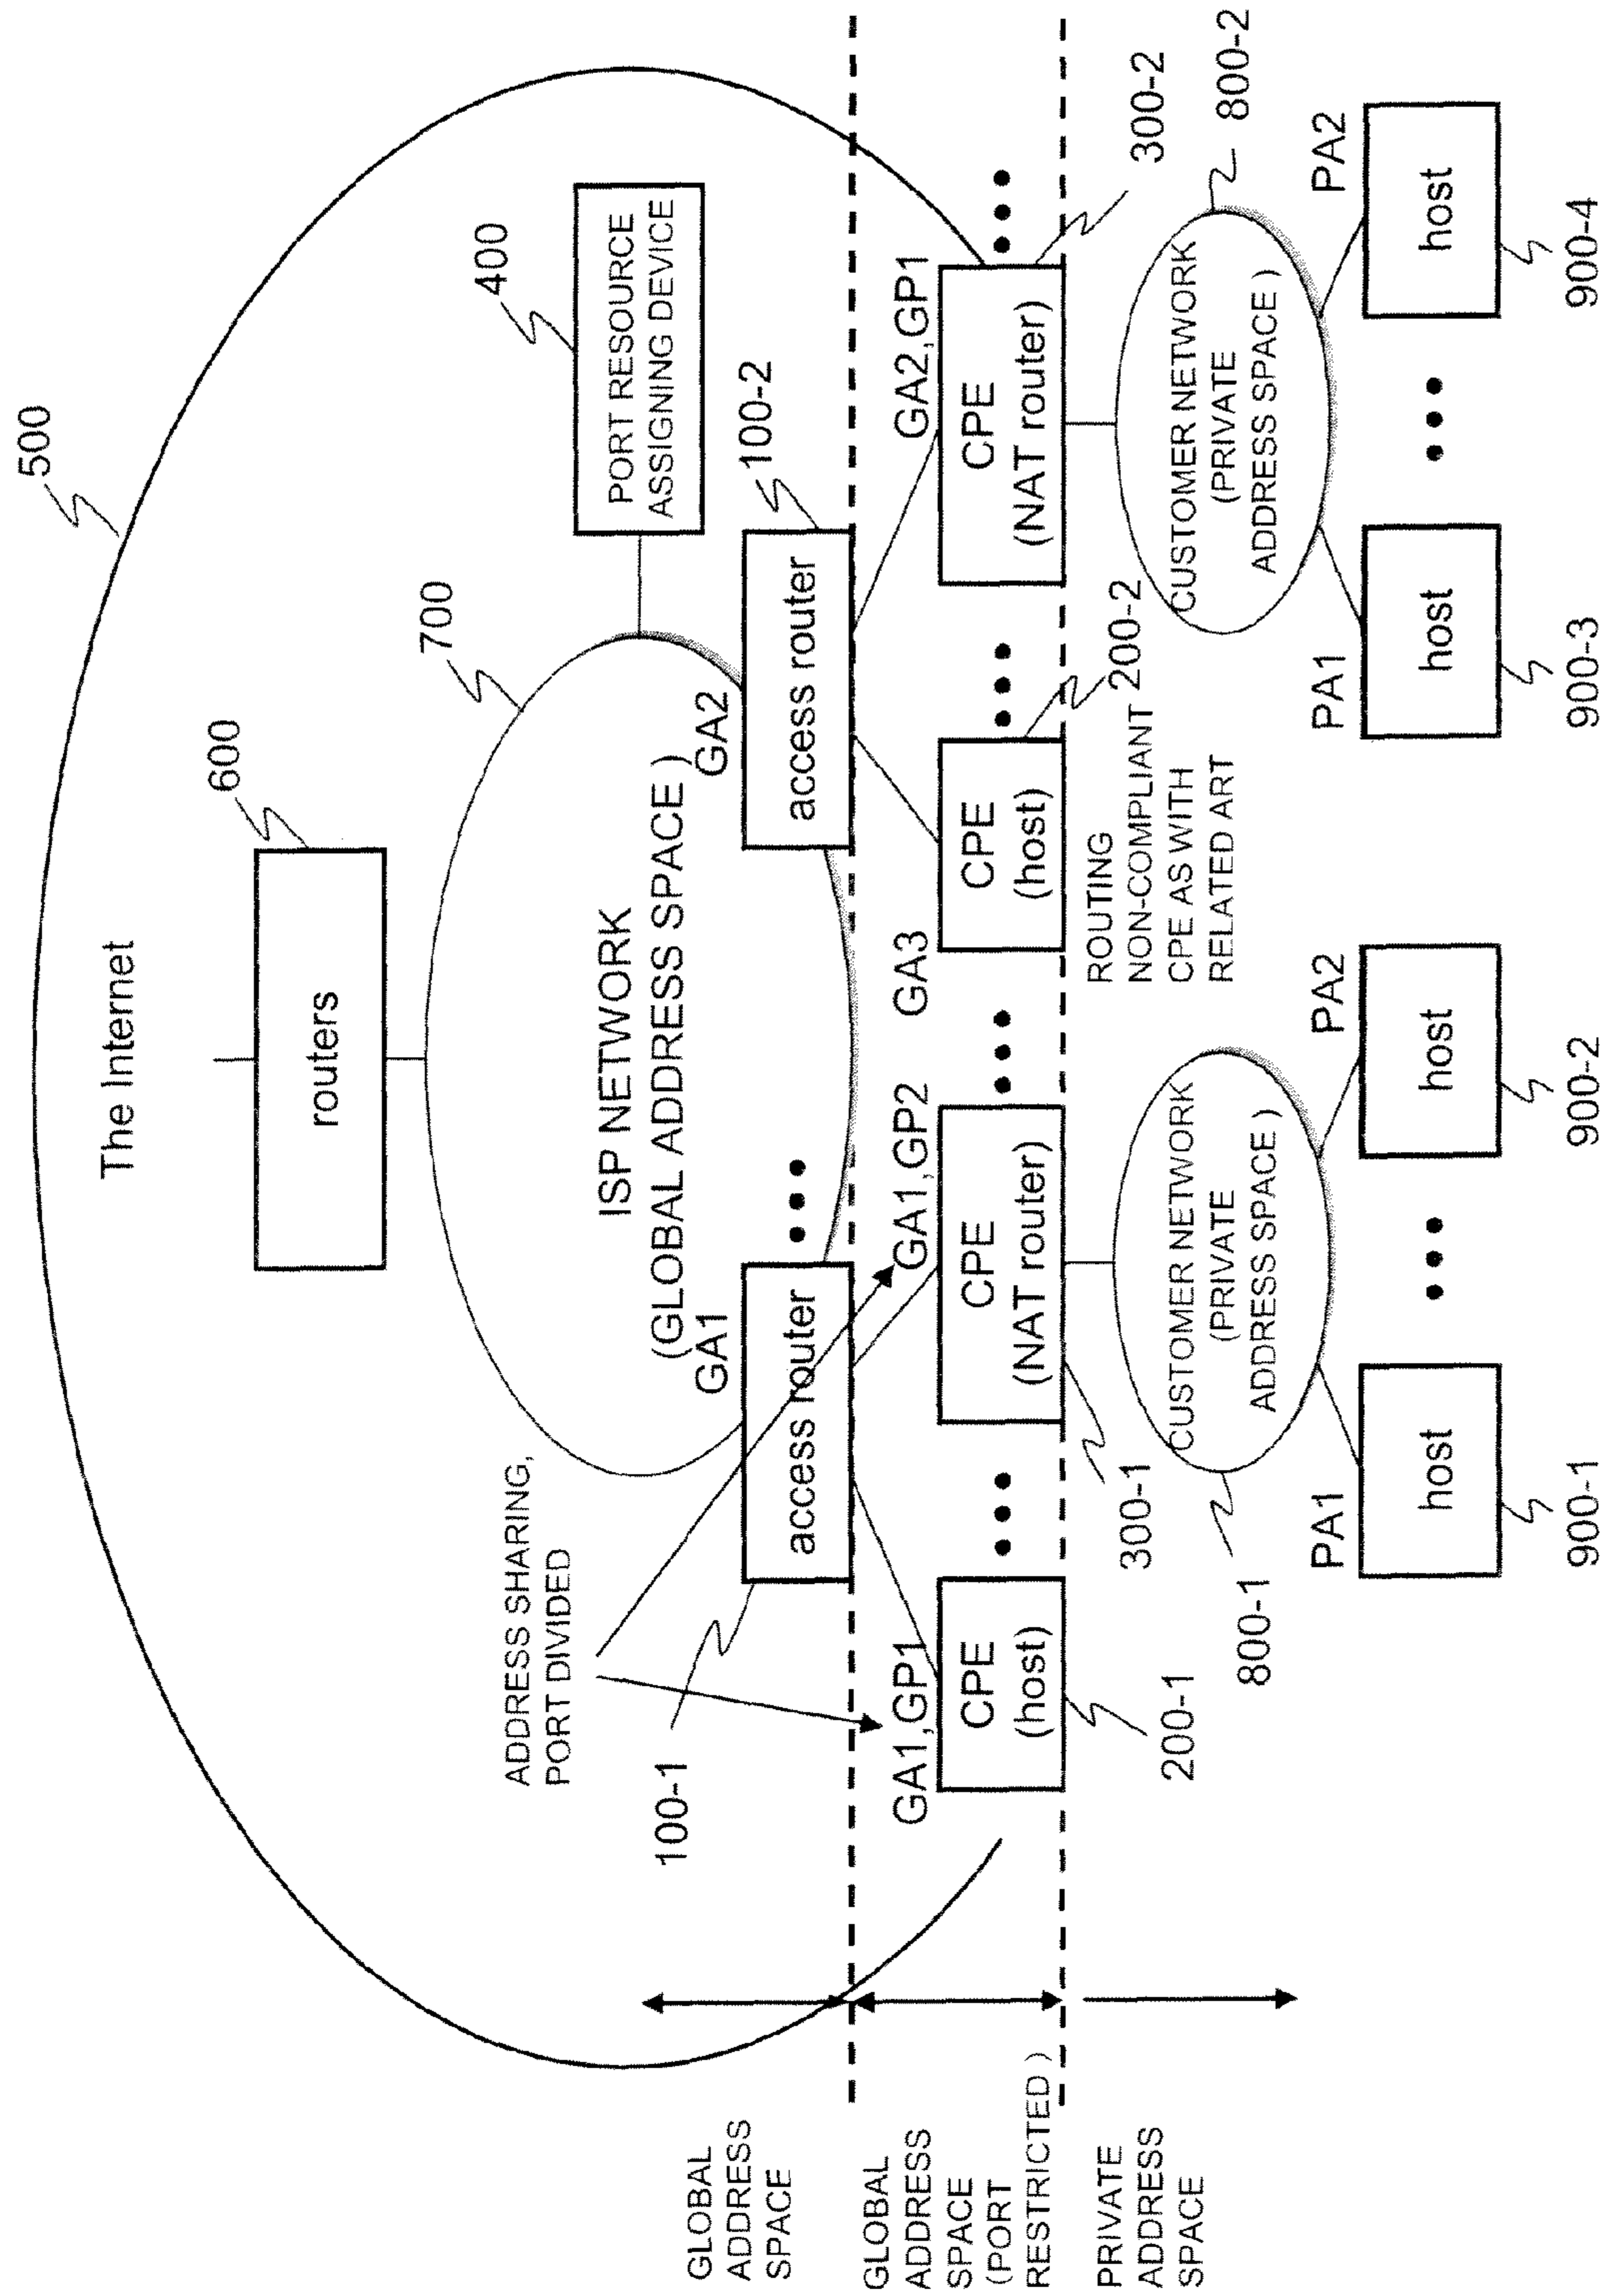 500
The Internet
600
routers
700
400
PORT RESOURCE
ASSIGNING DEVICE
ISP NETWORK
(GLOBAL ADDRESS SPACE )
ADDRESS SHARING,
PORT DIVIDED
GA1
GA2
100-1
access router
•••
access router
100-2
GLOBAL
ADDRESS
SPACE
GA1,GP1
GA1,GP2
GA3
GA2,GP1
CPE
(host)
•••
CPE
(NAT router)
•••
CPE
(host)
•••
CPE
(NAT router)
•••
GLOBAL
ADDRESS
SPACE
(PORT
RESTRICTED )
200-1
300-1
ROUTING
NON-COMPLIANT
CPE AS WITH
RELATED ART
200-2
300-2
PRIVATE
ADDRESS
SPACE
800-1
CUSTOMER NETWORK
(PRIVATE
ADDRESS SPACE )
CUSTOMER NETWORK
(PRIVATE
ADDRESS SPACE )
800-2
PA1
PA2
PA1
PA2
host
•••
host
host
•••
host
900-1
900-2
900-3
900-4